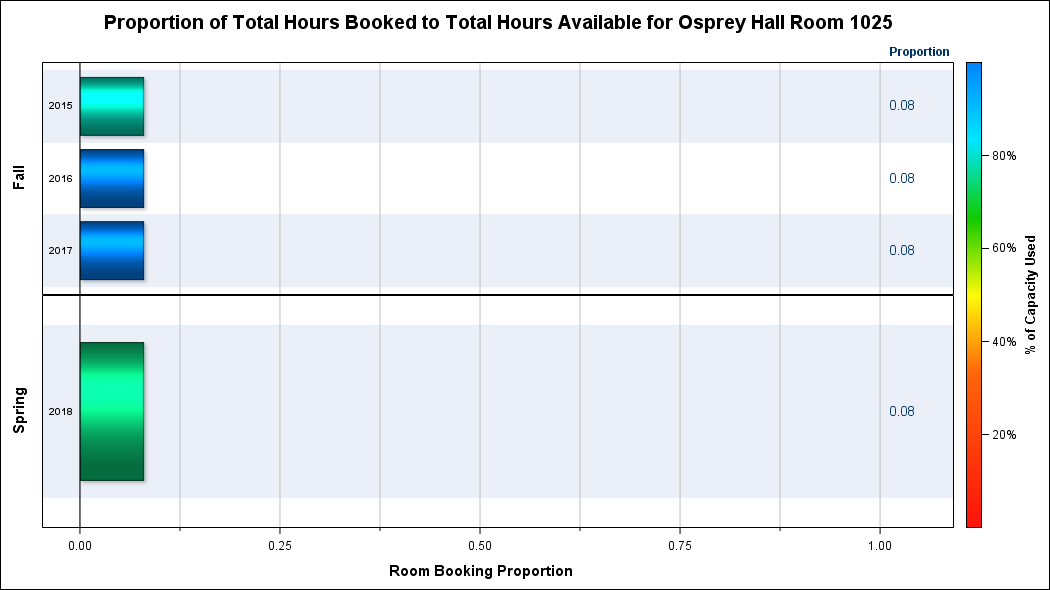 Proportion of Total Hours Booked to Total Hours Available for Osprey Hall Room 1025
Proportion
Fall
2015
0.08
2016
0.08
2017
0.08
Spring
2018
0.08
80%
60%
40%
20%
% of Capacity Used
0.00 0.25 0.50 0.75 1.00
Room Booking Proportion